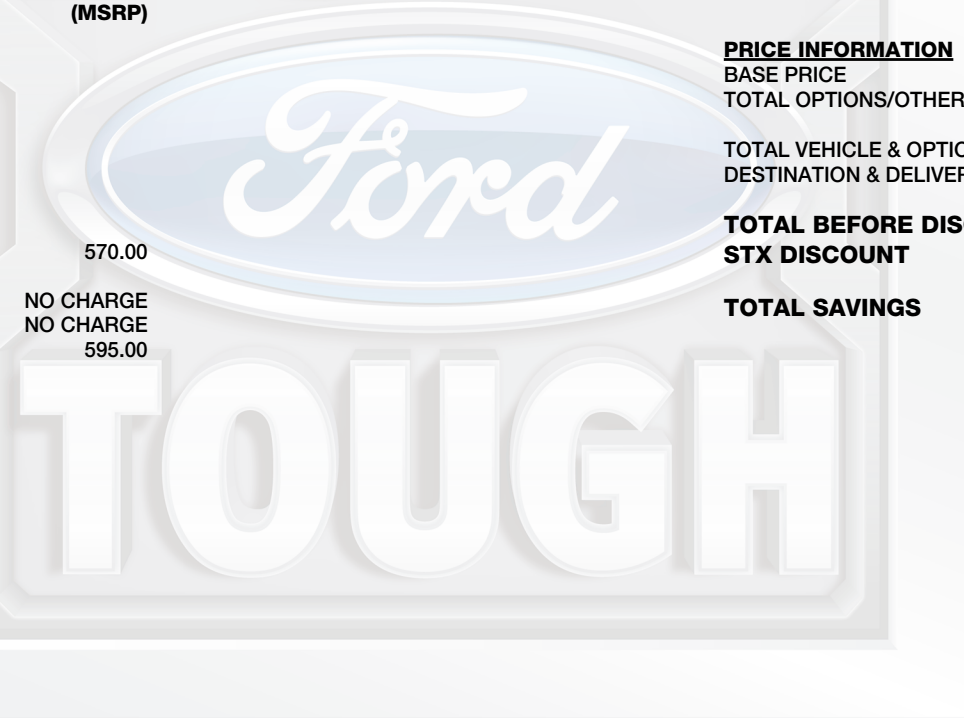 (MSRP)
570.00
NO CHARGE
NO CHARGE
595.00
PRICE INFORMATION
BASE PRICE
TOTAL OPTIONS/OTHER
TOTAL VEHICLE & OPTIO
DESTINATION & DELIVER
TOTAL BEFORE DIS
STX DISCOUNT
TOTAL SAVINGS
Ford
TOUGH